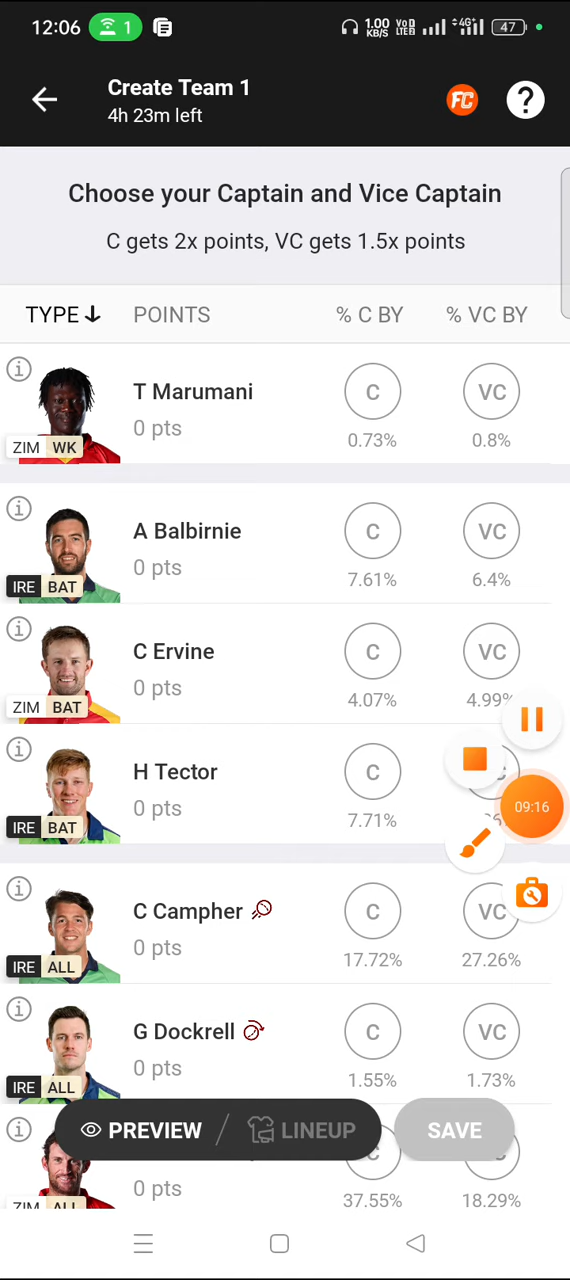 12:06 1 1.00 KB/S Vo LTE 4G+ 47
Create Team 1
4h 23m left
FC ?
Choose your Captain and Vice Captain
C gets 2x points, VC gets 1.5x points
TYPE POINTS % C BY % VC BY
T Marumani C VC
0 pts
ZIM WK 0.73% 0.8%
A Balbirnie C VC
0 pts
IRE BAT 7.61% 6.4%
C Ervine C VC
0 pts
ZIM BAT 4.07% 4.99%
H Tector C
0 pts
IRE BAT 7.71%
09:16
C Campher C VC
0 pts
IRE ALL 17.72% 27.26%
G Dockrell C VC
0 pts
IRE ALL 1.55% 1.73%
PREVIEW / LINEUP SAVE
0 pts
ZIM ALL 37.55% 18.29%